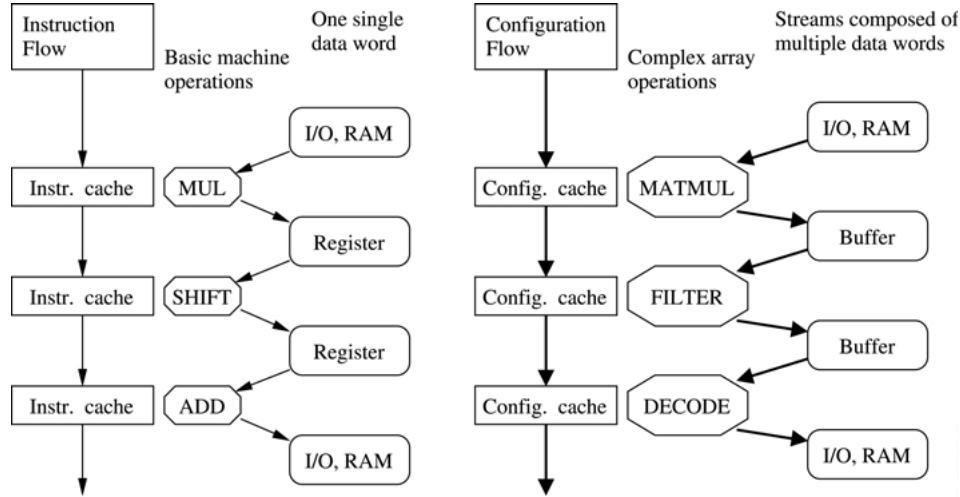 Instruction
Flow
Basic machine
operations
One single
data word
I/O, RAM
Instr. cache
MUL
Register
Instr. cache
SHIFT
Register
Instr. cache
ADD
I/O, RAM
Configuration
Flow
Complex array
operations
Streams composed of
multiple data words
I/O, RAM
Config. cache
MATMUL
Buffer
Config. cache
FILTER
Buffer
Config. cache
DECODE
I/O, RAM